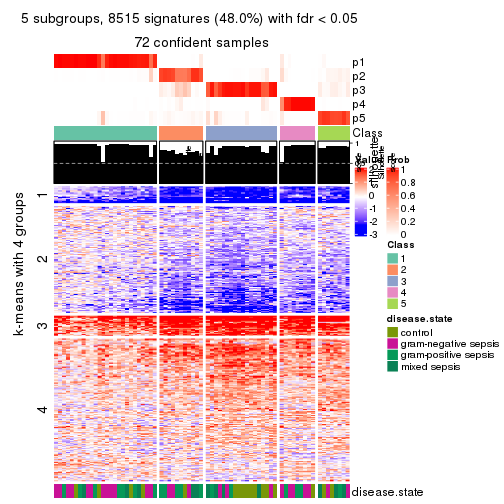 5 subgroups, 8515 signatures (48.0%) with fdr < 0.05
72 confident samples
p1
p2
p3
p4
p5
Class
1
silhouette
k-means with 4 groups
1
2
3
4
Value
2
1
0
-1
-2
-3
Prob
1
0.8
0.6
0.4
0.2
0
Class
1
2
3
4
5
disease.state
control
gram-negative sepsis
gram-positive sepsis
mixed sepsis
disease.state